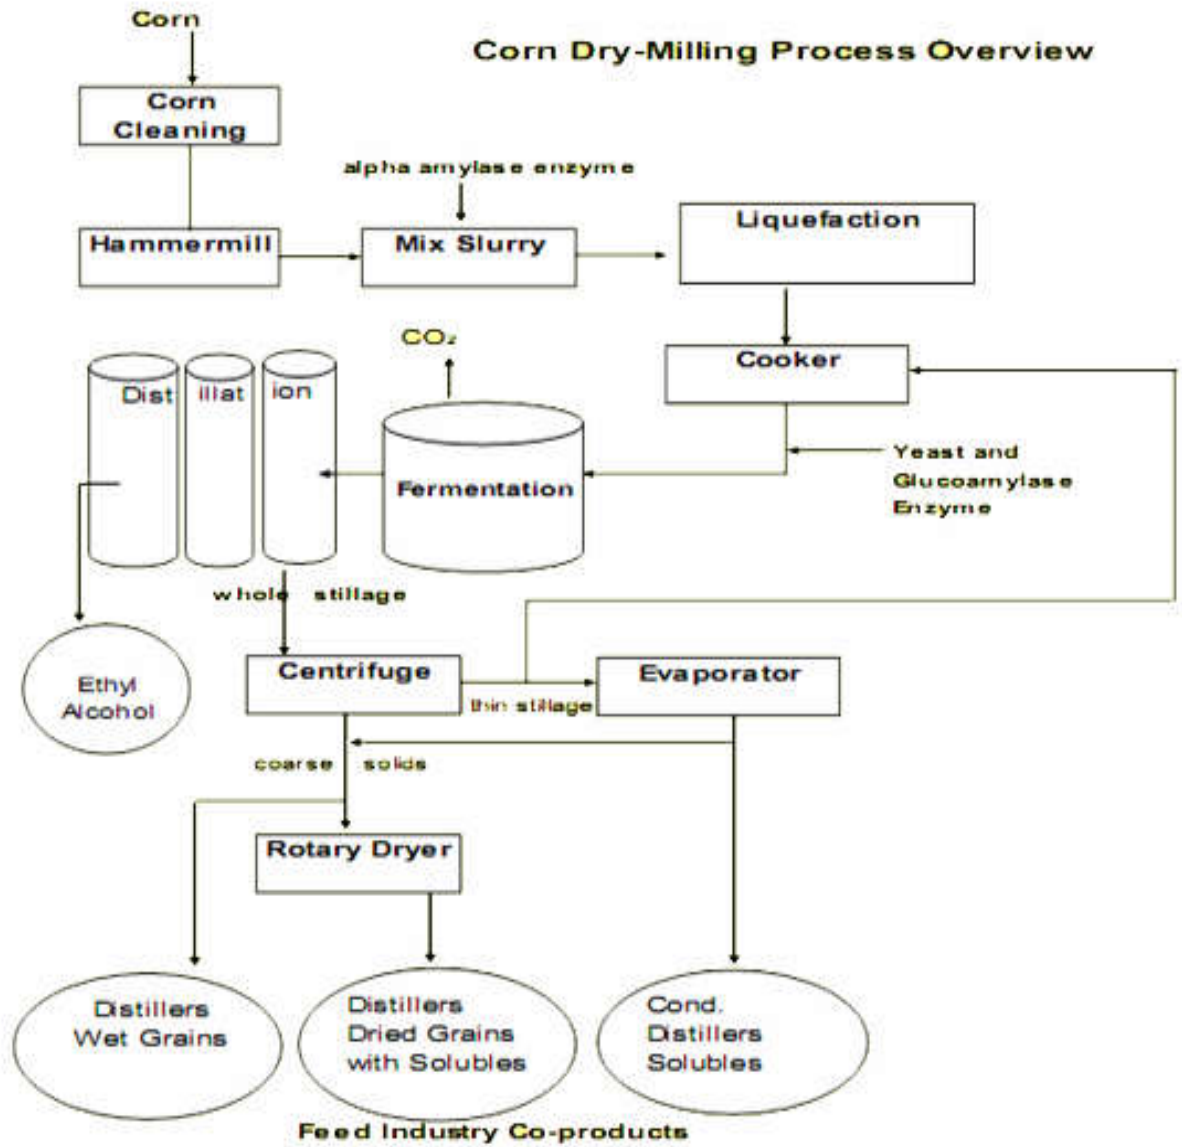 Corn
Corn Dry-Milling Process Overview
Corn
Cleaning
alpha amylase enzyme
Hammermill
Mix Slurry
Liquefaction
CO₂
Cooker
Dist illat ion
Yeast and
Glucoamylase
Enzyme
Fermentation
whole stillage
Ethyl
Alcohol
Centrifuge
Evaporator
thin stillage
coarse solids
Rotary Dryer
Distillers
Wet Grains
Distillers
Dried Grains
with Solubles
Cond.
Distillers
Solubles
Feed Industry Co-products